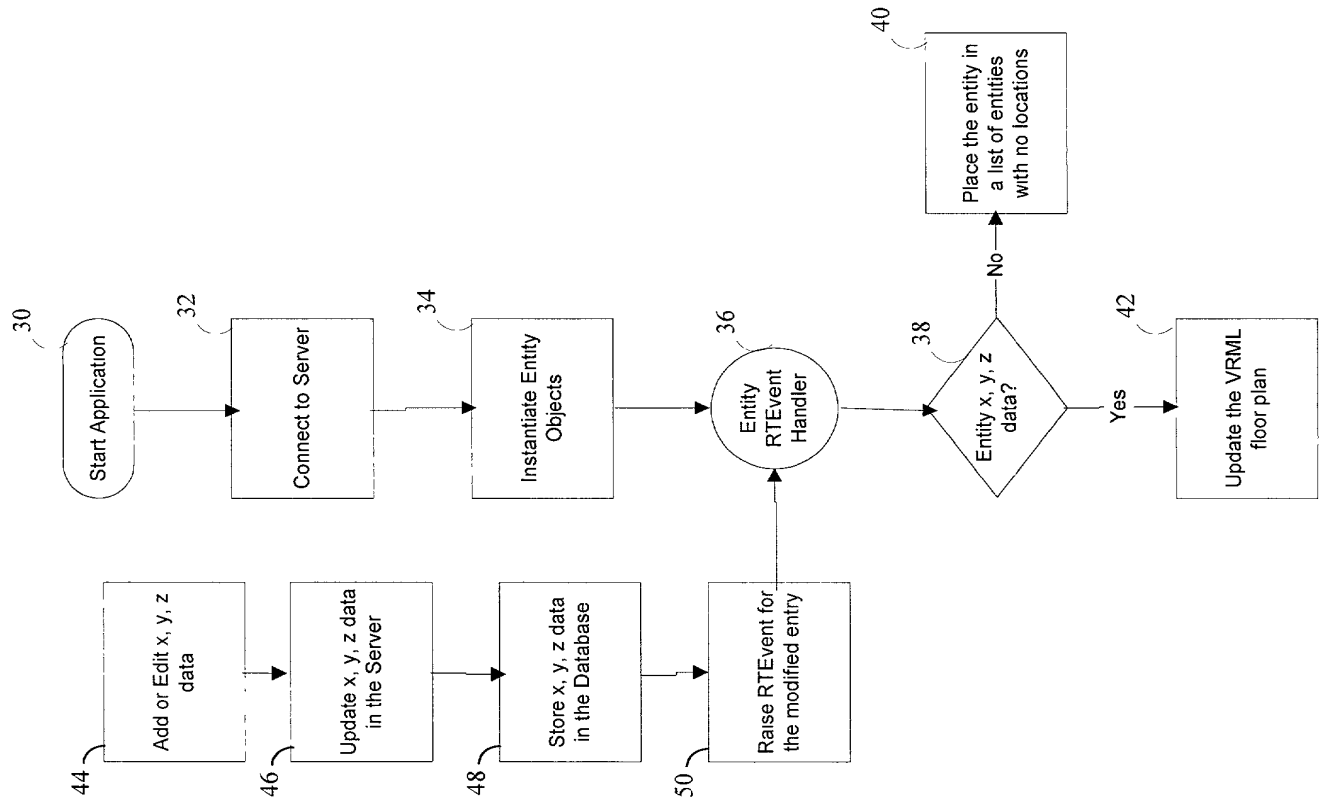 30
Start Application
32
Connect to Server
34
Instantiate Entity
Objects
36
Entity
RTEvent
Handler
38
Entity x, y, z
data?
No
40
Place the entity in
a list of entities
with no locations
Yes
42
Update the VRML
floor plan
44
Add or Edit x, y, z
data
46
Update x, y, z data
in the Server
48
Store x, y, z data
in the Database
50
Raise RTEvent for
the modified entry